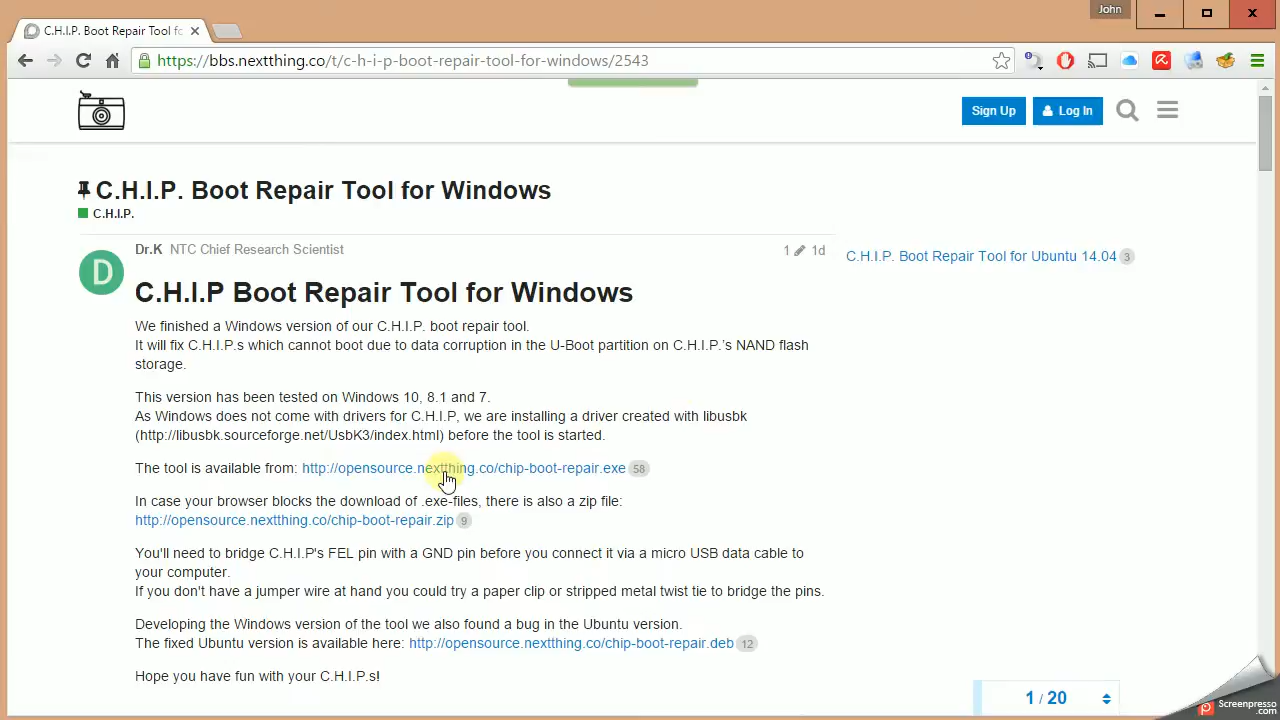 John
C.H.I.P. Boot Repair Tool fo
https://bbs.nextthing.co/t/c-h-i-p-boot-repair-tool-for-windows/2543
Sign Up
Log In
C.H.I.P. Boot Repair Tool for Windows
C.H.I.P.
Dr.K NTC Chief Research Scientist
1 1d
C.H.I.P. Boot Repair Tool for Ubuntu 14.04 3
D
C.H.I.P Boot Repair Tool for Windows
We finished a Windows version of our C.H.I.P. boot repair tool.
It will fix C.H.I.P.s which cannot boot due to data corruption in the U-Boot partition on C.H.I.P.'s NAND flash
storage.
This version has been tested on Windows 10, 8.1 and 7.
As Windows does not come with drivers for C.H.I.P, we are installing a driver created with libusbk
(http://libusbk.sourceforge.net/UsbK3/index.html) before the tool is started.
The tool is available from: http://opensource.nextthing.co/chip-boot-repair.exe 58
In case your browser blocks the download of .exe-files, there is also a zip file:
http://opensource.nextthing.co/chip-boot-repair.zip 9
You'll need to bridge C.H.I.P's FEL pin with a GND pin before you connect it via a micro USB data cable to
your computer.
If you don't have a jumper wire at hand you could try a paper clip or stripped metal twist tie to bridge the pins.
Developing the Windows version of the tool we also found a bug in the Ubuntu version.
The fixed Ubuntu version is available here: http://opensource.nextthing.co/chip-boot-repair.deb 12
Hope you have fun with your C.H.I.P.s!
1 / 20
Screenpresso
.com